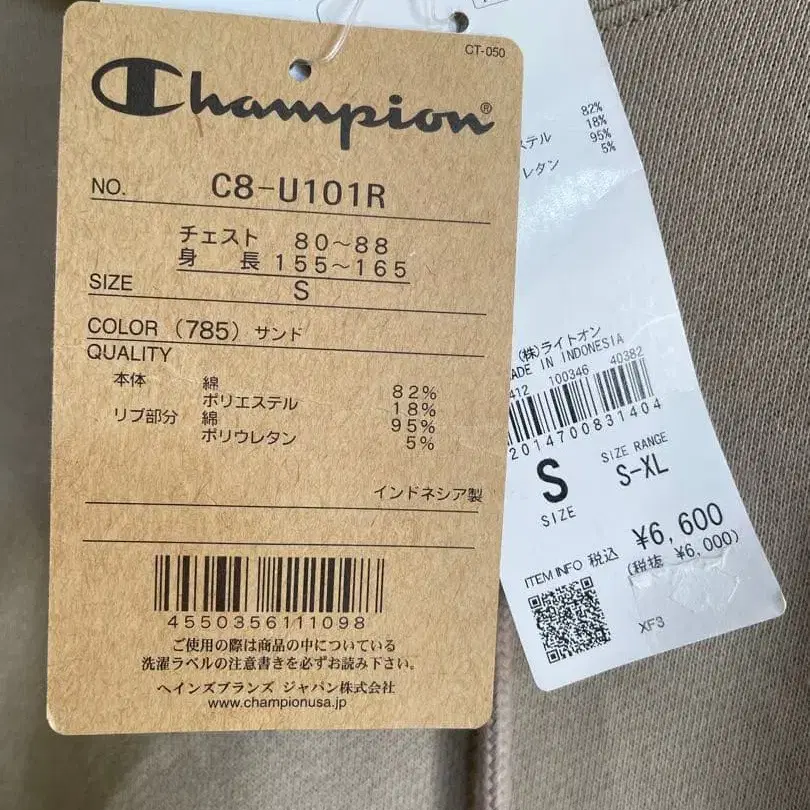 CT-050
Champion®
NO. C8-U101R
チェスト 80~88
身 長 155~165
SIZE S
COLOR (785) サンド
QUALITY
本体 綿 82%
ポリエステル 18%
リブ部分 綿 95%
ポリウレタン 5%
インドネシア製
4550356111098
ご使用の際は商品の中についている
洗濯ラベルの注意書きを必ずお読み下さい。
ヘインズブランズ ジャパン株式会社
www.championusa.jp
82%
ステル 18%
95%
レタン 5%
(株)ライトオン
MADE IN INDONESIA
412 100346 40382
2014700831404
S SIZE RANGE
SIZE S-XL
¥6,600
ITEM INFO 税込 (税抜 ¥6,000)
XF3